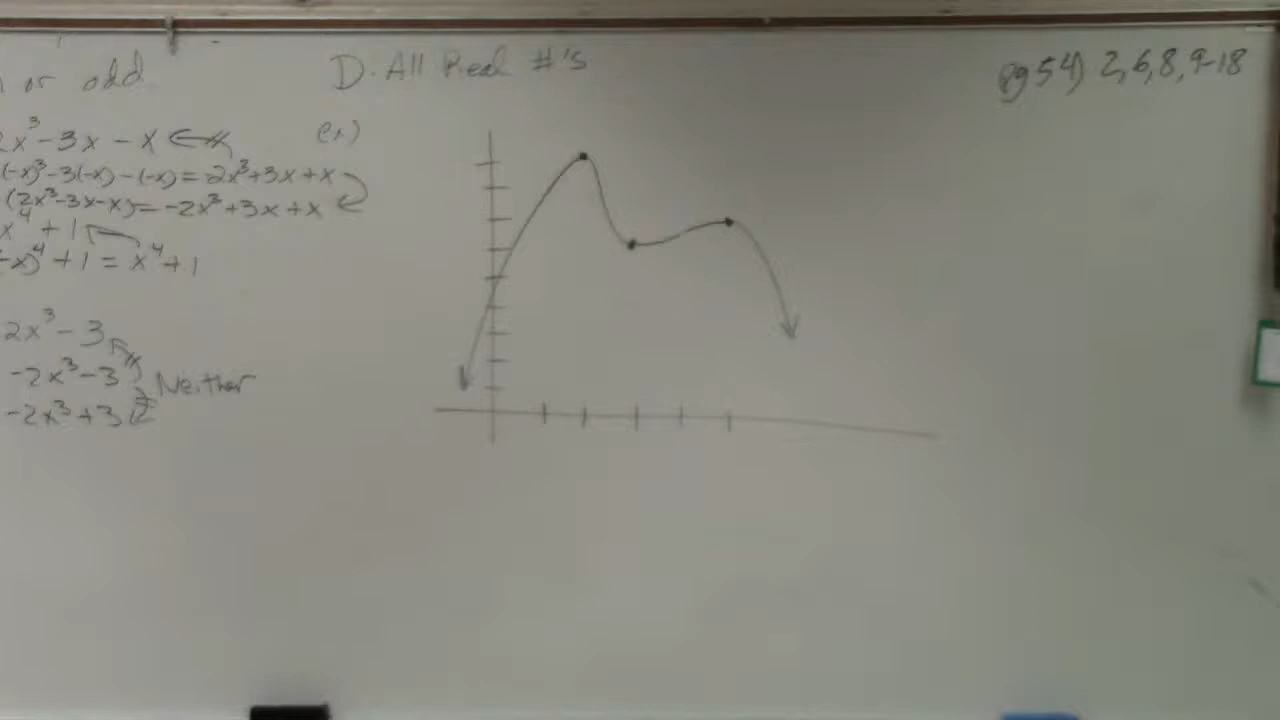 or odd
D. All Real #'s
pg 54) 2, 6, 8, 9-18
2x³ - 3x - x
ex)
(-x)³ - 3(-x) - (-x) = 2x³ + 3x + x
(2x³ - 3x - x) = -2x³ + 3x + x
x⁴ + 1
-x)⁴ + 1 = x⁴ + 1
2x³ - 3
-2x³ - 3
Neither
-2x³ + 3